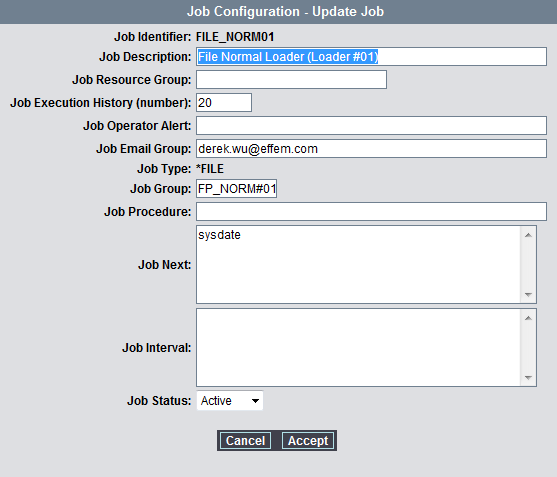 Job Configuration - Update Job
Job Identifier: FILE_NORM01
Job Description: File Normal Loader (Loader #01)
Job Resource Group:
Job Execution History (number): 20
Job Operator Alert:
Job Email Group: derek.wu@effem.com
Job Type: *FILE
Job Group: FP_NORM#01
Job Procedure:
sysdate
Job Next:
Job Interval:
Job Status: Active
Cancel Accept